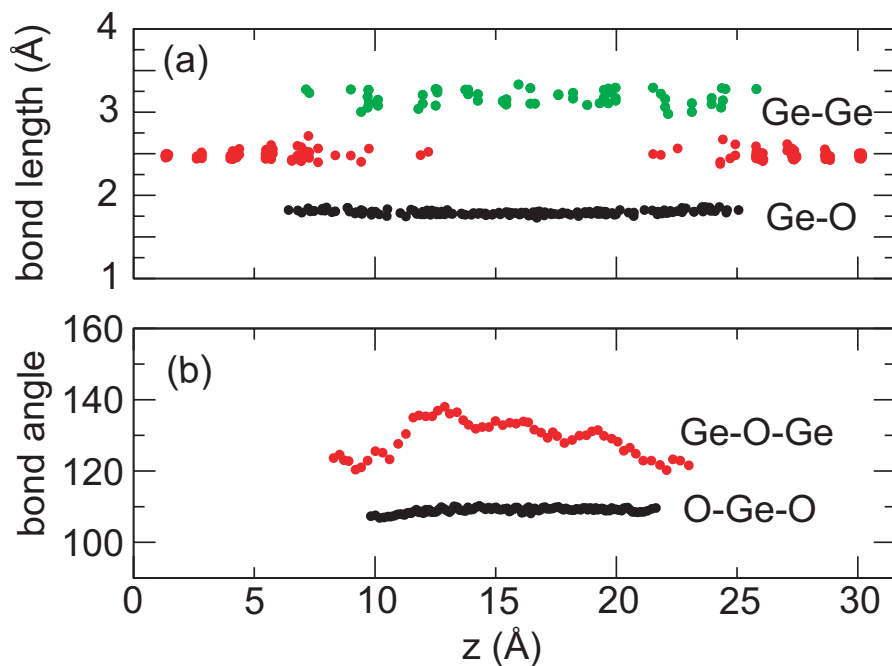 4
(a)
bond length (Å)
3
Ge-Ge
2
Ge-O
1
160
(b)
bond angle
140
Ge-O-Ge
120
O-Ge-O
100
0 5 10 15 20 25 30
z (Å)